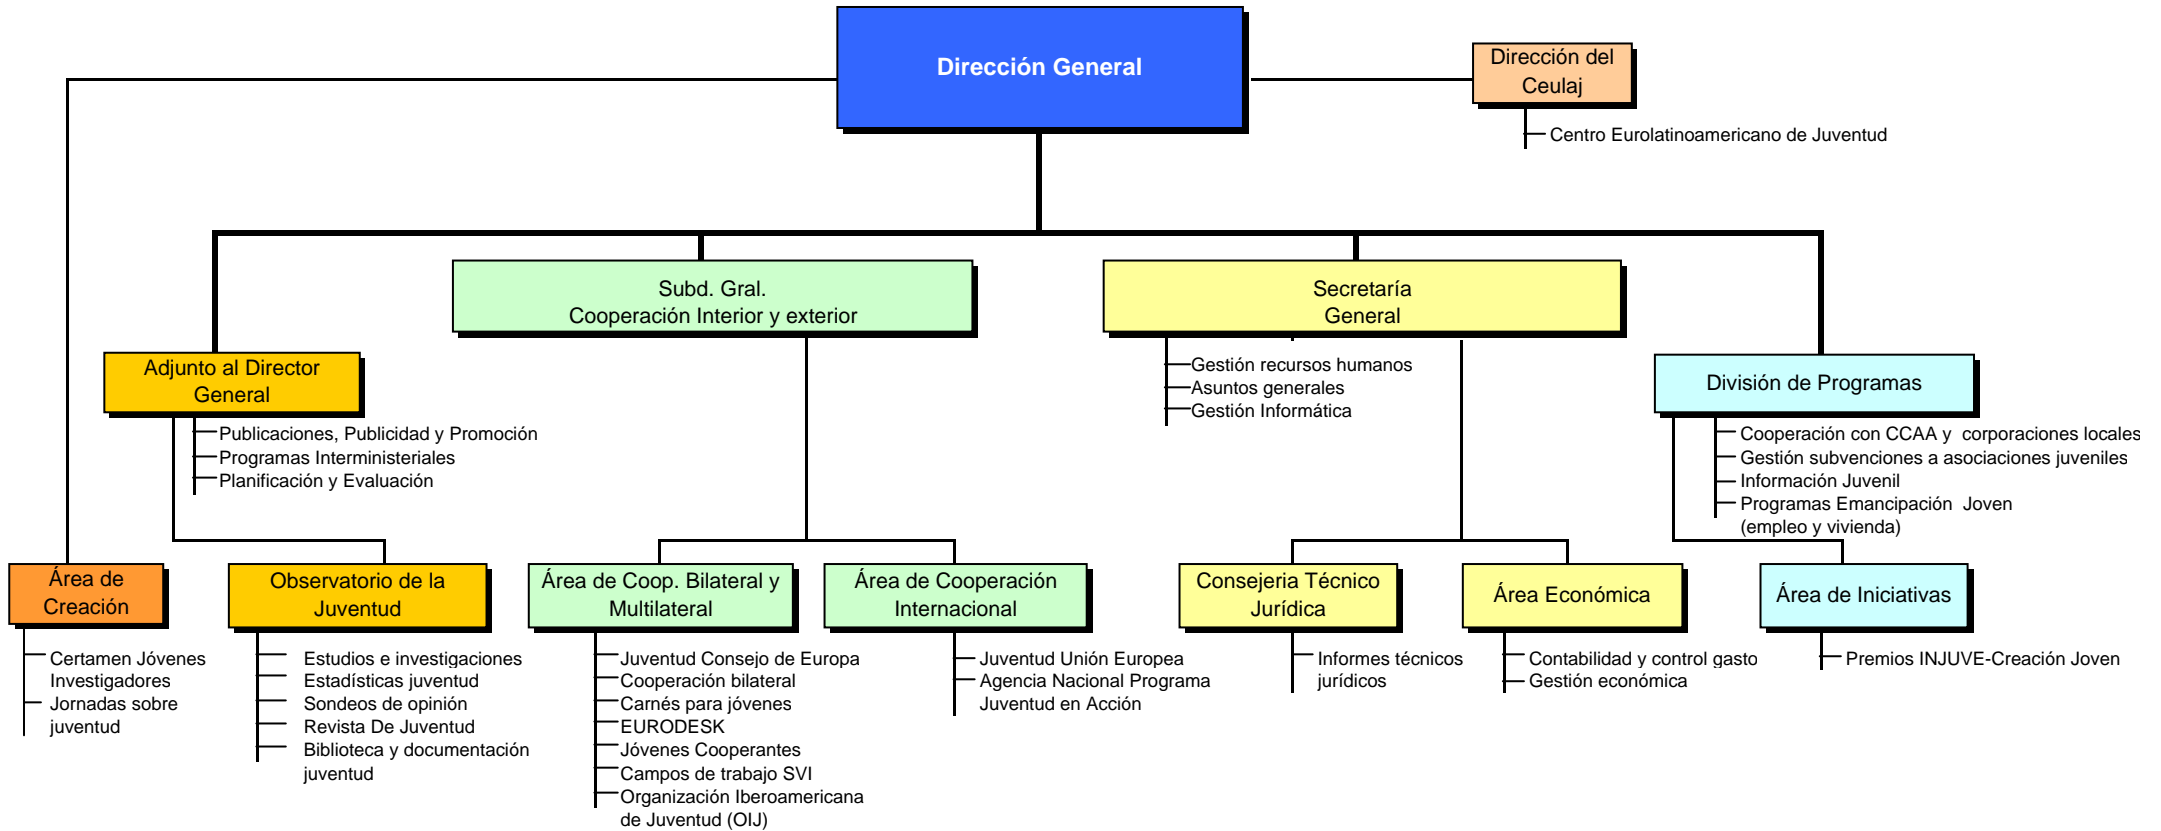 Dirección General
Dirección del
Ceulaj
Centro Eurolatinoamericano de Juventud
Subd. Gral.
Cooperación Interior y exterior
Secretaría
General
Adjunto al Director
General
Publicaciones, Publicidad y Promoción
Programas Interministeriales
Planificación y Evaluación
Gestión recursos humanos
Asuntos generales
Gestión Informática
División de Programas
Cooperación con CCAA y corporaciones locales
Gestión subvenciones a asociaciones juveniles
Información Juvenil
Programas Emancipación Joven
(empleo y vivienda)
Área de
Creación
Certamen Jóvenes
Investigadores
Jornadas sobre
juventud
Observatorio de la
Juventud
Estudios e investigaciones
Estadísticas juventud
Sondeos de opinión
Revista De Juventud
Biblioteca y documentación
juventud
Área de Coop. Bilateral y
Multilateral
Juventud Consejo de Europa
Cooperación bilateral
Carnés para jóvenes
EURODESK
Jóvenes Cooperantes
Campos de trabajo SVI
Organización Iberoamericana
de Juventud (OIJ)
Área de Cooperación
Internacional
Juventud Unión Europea
Agencia Nacional Programa
Juventud en Acción
Consejeria Técnico
Jurídica
Informes técnicos
jurídicos
Área Económica
Contabilidad y control gasto
Gestión económica
Área de Iniciativas
Premios INJUVE-Creación Joven